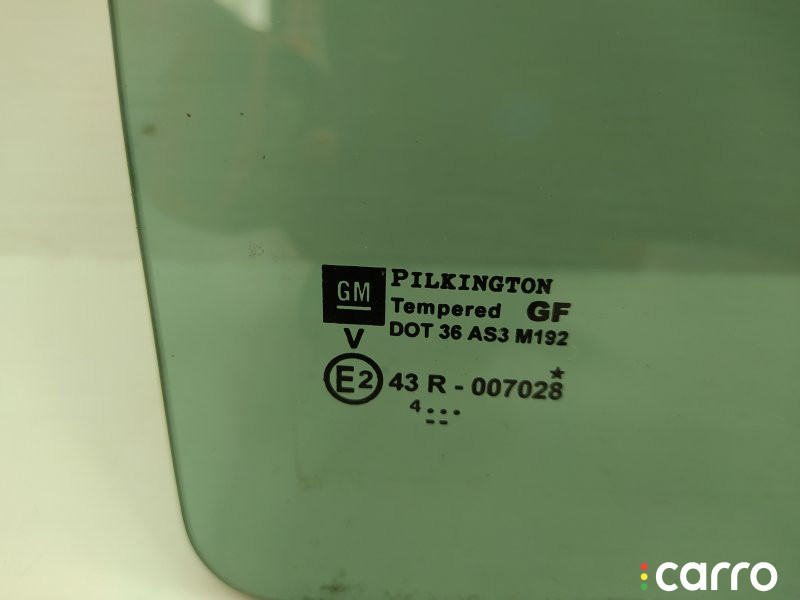 GM PILKINGTON
Tempered GF
V DOT 36 AS3 M192
E2 43 R - 007028 ★
4 ...
--
carro